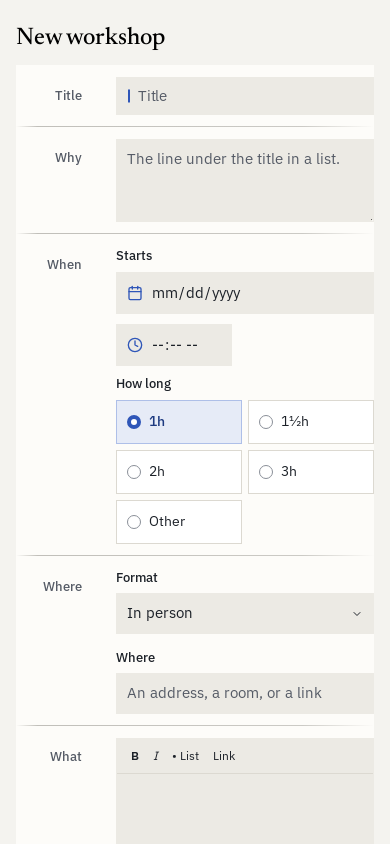 New workshop
Title
Title
Why
The line under the title in a list.
When
Starts
mm/dd/yyyy
--:-- --
How long
1h
1½h
2h
3h
Other
Where
Format
In person
Where
An address, a room, or a link
What
B I • List Link